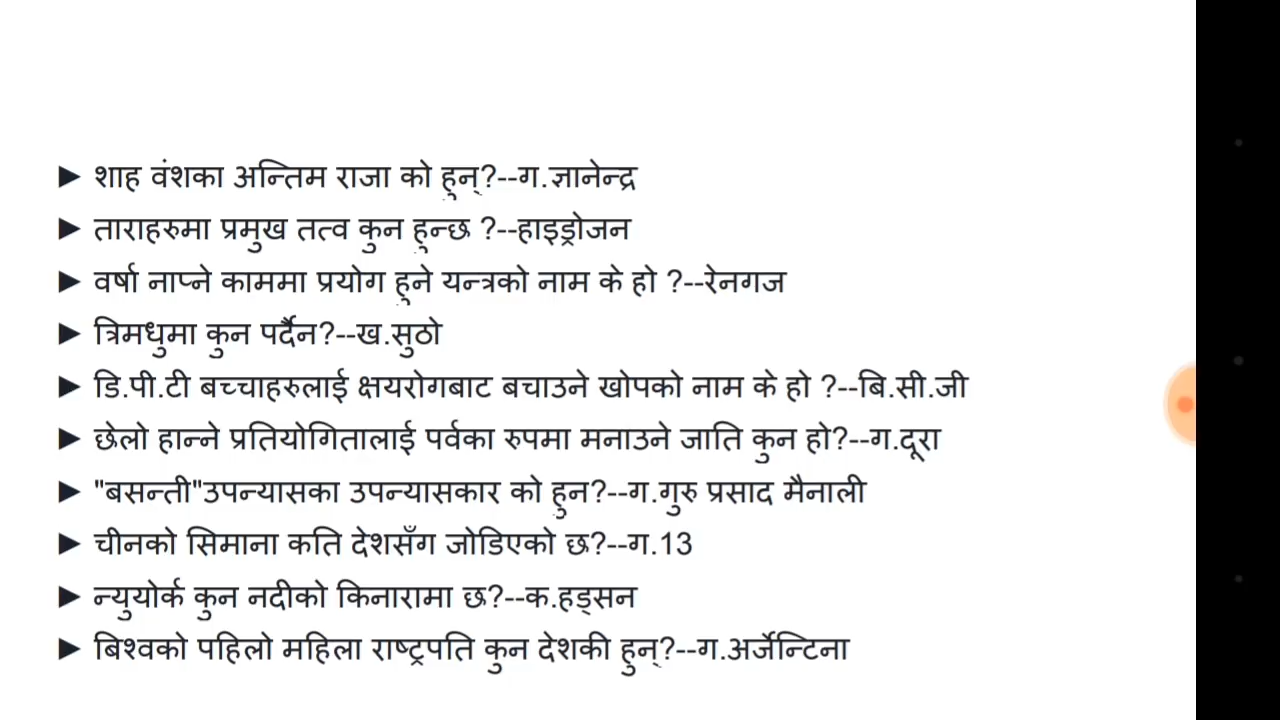 ► शाह वंशका अन्तिम राजा को हुन्?--ग.ज्ञानेन्द्र
► ताराहरुमा प्रमुख तत्व कुन हुन्छ ?--हाइड्रोजन
► वर्षा नाप्ने काममा प्रयोग हुने यन्त्रको नाम के हो ?--रेनगज
► त्रिमधुमा कुन पर्दैन?--ख.सुठो
► डि.पी.टी बच्चाहरुलाई क्षयरोगबाट बचाउने खोपको नाम के हो ?--बि.सी.जी
► छेलो हान्ने प्रतियोगितालाई पर्वका रुपमा मनाउने जाति कुन हो?--ग.दूरा
► "बसन्ती"उपन्यासका उपन्यासकार को हुन?--ग.गुरु प्रसाद मैनाली
► चीनको सिमाना कति देशसँग जोडिएको छ?--ग.13
► न्युयोर्क कुन नदीको किनारामा छ?--क.हड्सन
► बिश्वको पहिलो महिला राष्ट्रपति कुन देशकी हुन्?--ग.अर्जेन्टिना